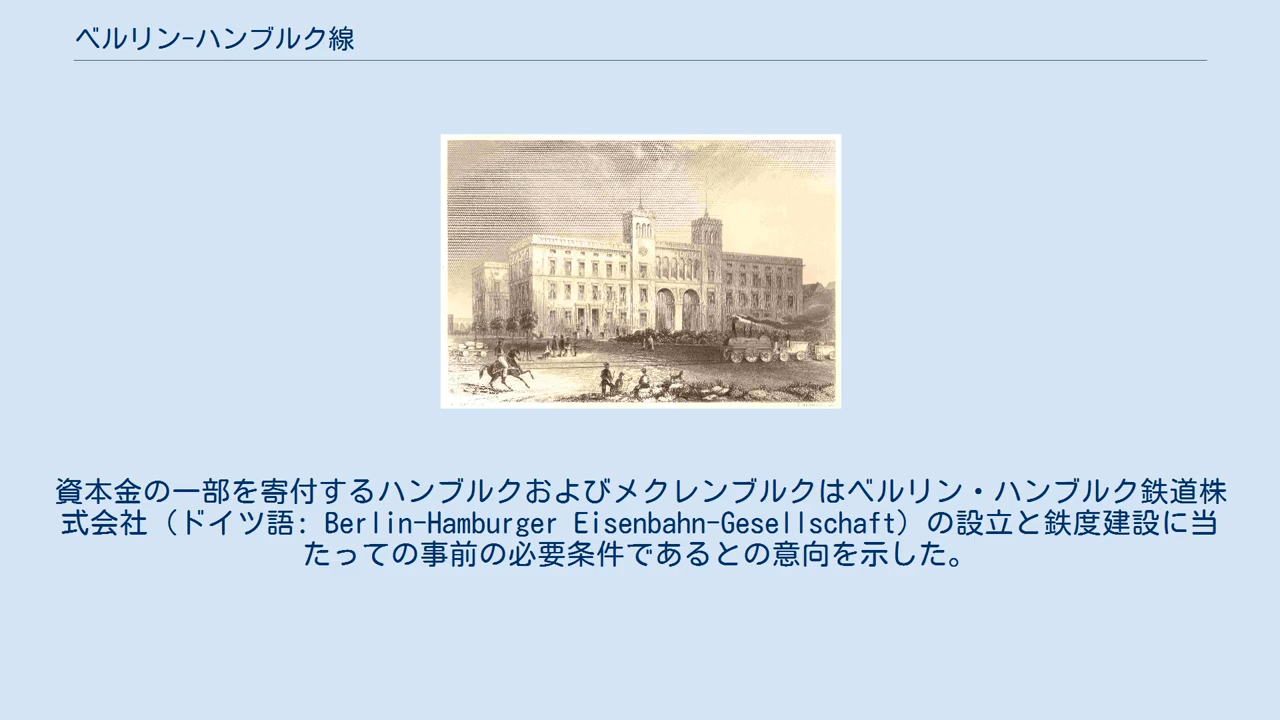 ベルリン-ハンブルク線
資本金の一部を寄付するハンブルクおよびメクレンブルクはベルリン・ハンブルク鉄道株
式会社（ドイツ語: Berlin-Hamburger Eisenbahn-Gesellschaft）の設立と鉄度建設に当
たっての事前の必要条件であるとの意向を示した。